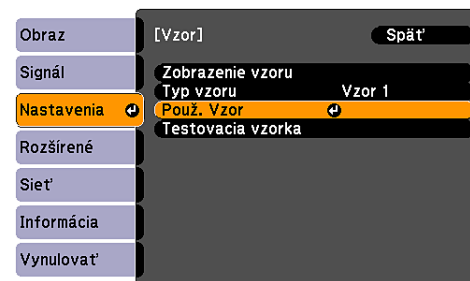 Obraz
Signál
Nastavenia
Rozšírené
Sieť
Informácia
Vynulovať
[Vzor] Späť
Zobrazenie vzoru
Typ vzoru Vzor 1
Použ. Vzor
Testovacia vzorka